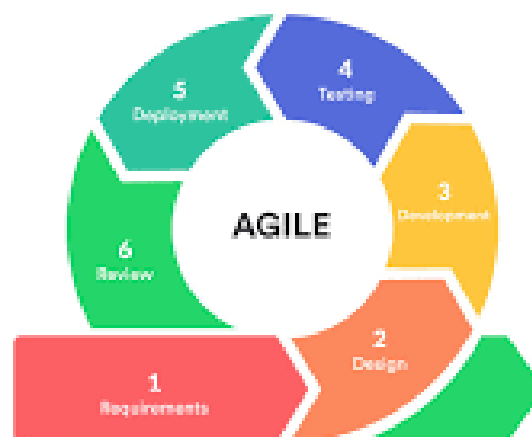 AGILE
1
Requirements
2
Design
3
Development
4
Testing
5
Deployment
6
Review